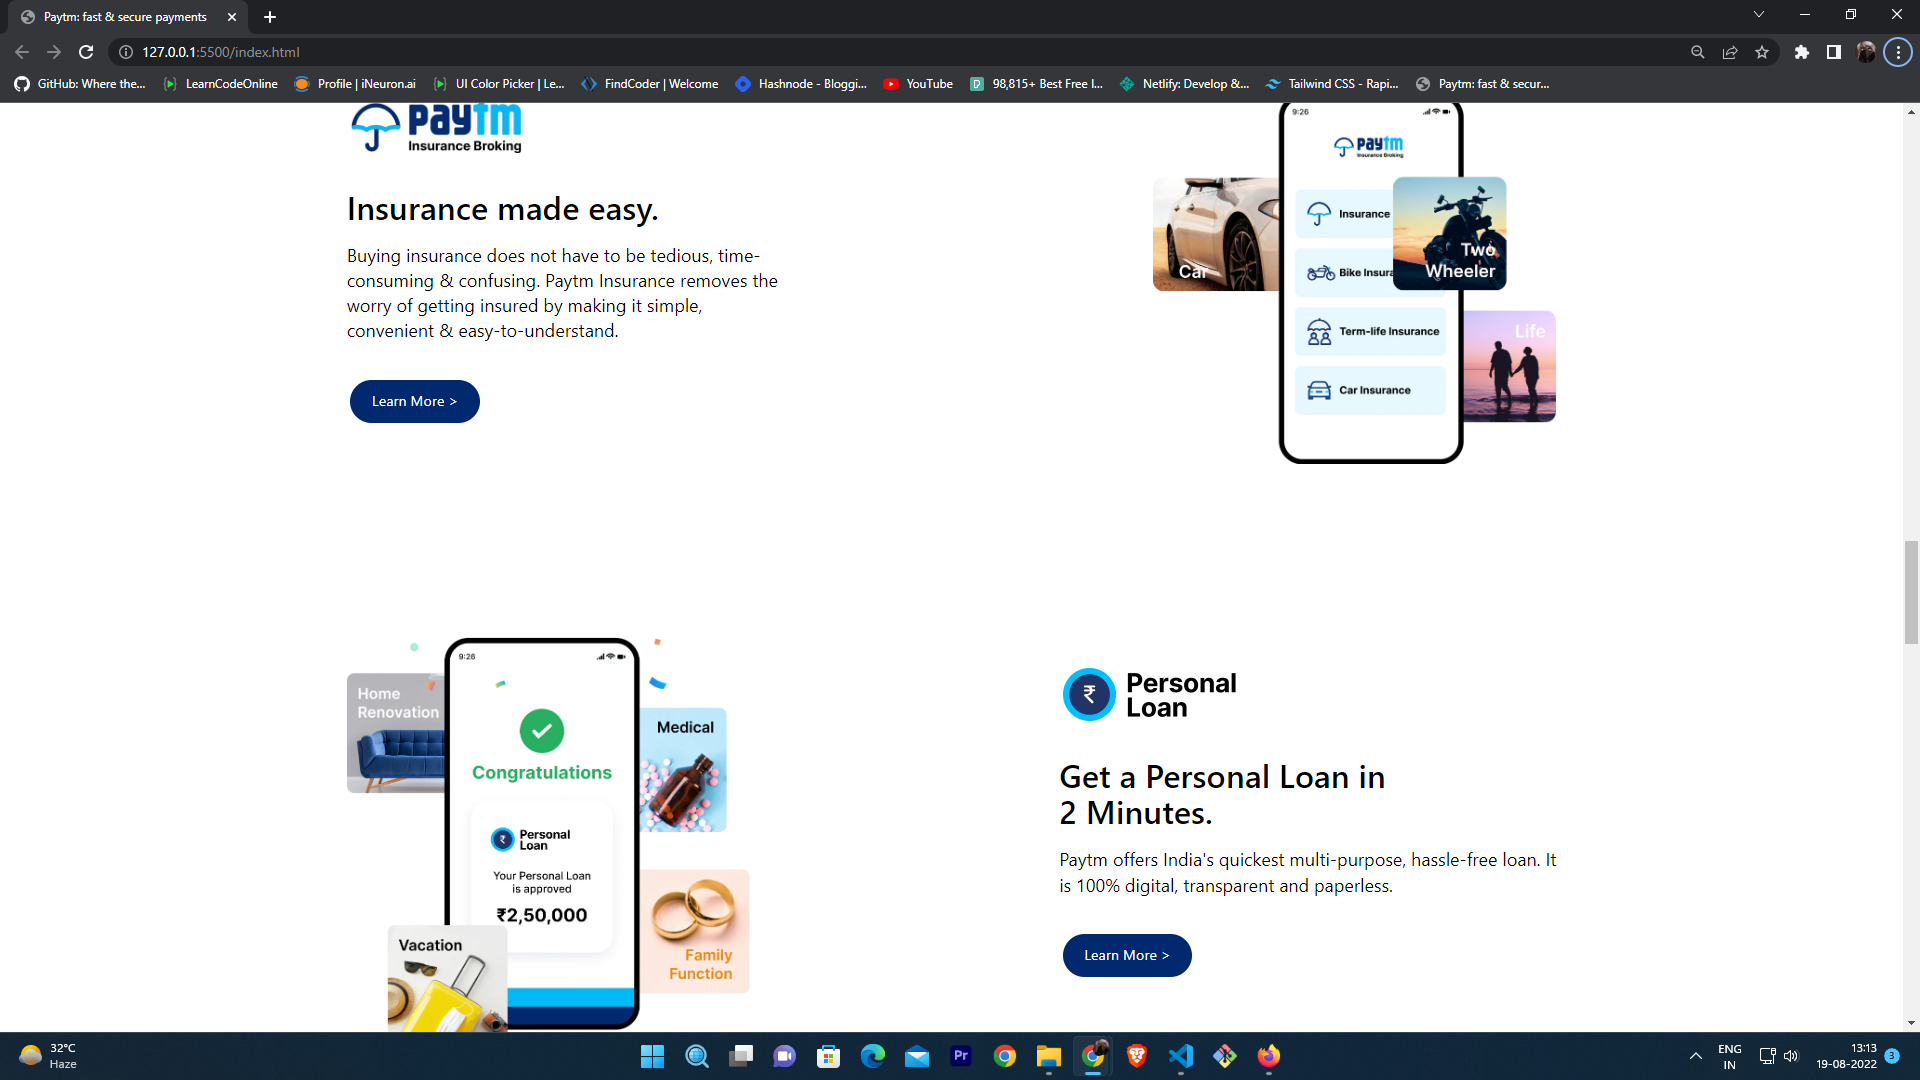 Paytm: fast & secure payments
127.0.0.1:5500/index.html
GitHub: Where the...
LearnCodeOnline
Profile | iNeuron.ai
UI Color Picker | Le...
FindCoder | Welcome
Hashnode - Bloggi...
YouTube
98,815+ Best Free I...
Netlify: Develop &...
Tailwind CSS - Rapi...
Paytm: fast & secur...
paytm
Insurance Broking
Insurance made easy.
Buying insurance does not have to be tedious, time-
consuming & confusing. Paytm Insurance removes the
worry of getting insured by making it simple,
convenient & easy-to-understand.
Learn More >
9:26
paytm
Insurance Broking
Car
Insurance
Two
Wheeler
Bike Insura
Term-life Insurance
Life
Car Insurance
9:26
Home
Renovation
Medical
Congratulations
Personal
Loan
Your Personal Loan
is approved
₹2,50,000
Vacation
Family
Function
₹
Personal
Loan
Get a Personal Loan in
2 Minutes.
Paytm offers India's quickest multi-purpose, hassle-free loan. It
is 100% digital, transparent and paperless.
Learn More >
32°C
Haze
Pr
ENG
IN
13:13
19-08-2022
3